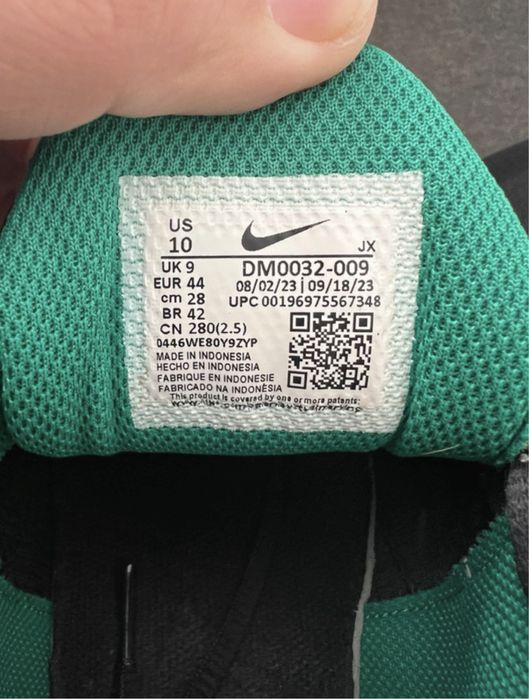 US
10
JX
UK 9
EUR 44
cm 28
BR 42
CN 280(2.5)
DM0032-009
08/02/23 | 09/18/23
UPC 00196975567348
0446WE80Y9ZYP
MADE IN INDONESIA
HECHO EN INDONESIA
FABRIQUE EN INDONESIE
FABRICADO NA INDONÉSIA
This product is covered by one or more patents: